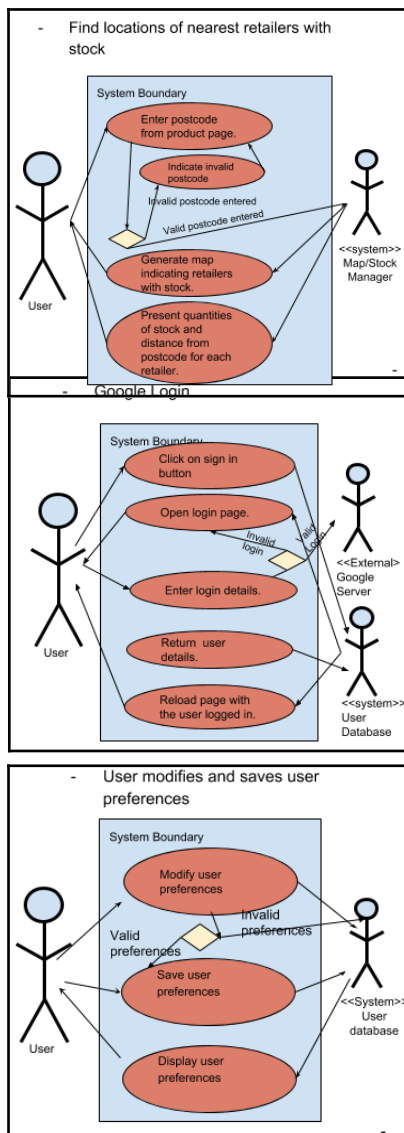 - Find locations of nearest retailers with
stock
System Boundary
Enter postcode
from product page.
Indicate invalid
postcode
Invalid postcode entered
Valid postcode entered
Generate map
indicating retailers
with stock.
Present quantities
of stock and
distance from
postcode for each
retailer.
User
<<system>>
Map/Stock
Manager
-
- Google Login
System Boundary
Click on sign in
button
Open login page.
Invalid
login
Valid
Login
Enter login details.
Return user
details.
Reload page with
the user logged in.
User
<<External>
Google
Server
<<system>>
User
Database
- User modifies and saves user
preferences
System Boundary
Modify user
preferences
Invalid
preferences
Valid
preferences
Save user
preferences
Display user
preferences
User
<<System>>
User
database
-